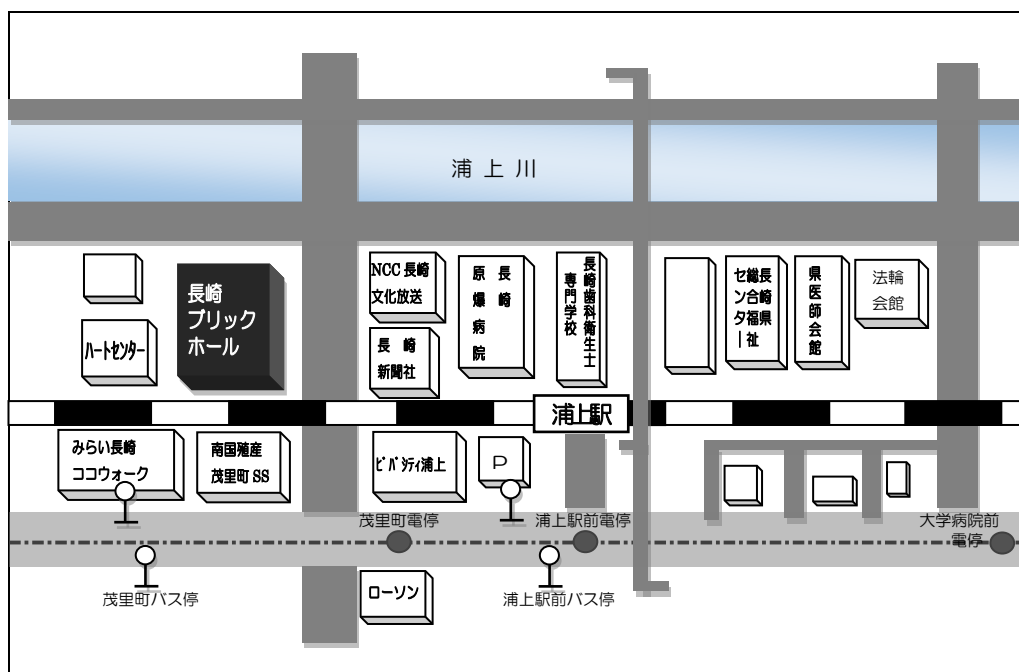 浦上川
NCC長崎
文化放送
長崎
原爆病院
長崎歯科衛生士
専門学校
長崎県
総合福祉
センター
県医師会館
法輪
会館
長崎
ブリック
ホール
ハートセンター
長崎
新聞社
浦上駅
みらい長崎
ココウォーク
南国殖産
茂里町SS
ビバシティ浦上
P
茂里町電停
浦上駅前電停
大学病院前
電停
茂里町バス停
ローソン
浦上駅前バス停